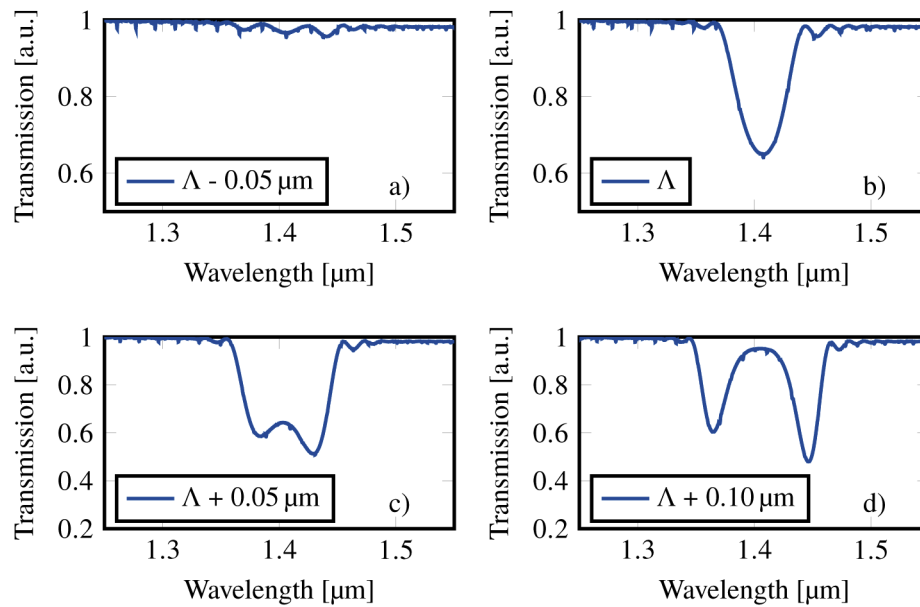 Transmission [a.u.]
1
0.8
0.6
Λ - 0.05 µm
a)
1.3
1.4
1.5
Wavelength [µm]
Transmission [a.u.]
1
0.8
0.6
Λ
b)
1.3
1.4
1.5
Wavelength [µm]
Transmission [a.u.]
1
0.8
0.6
0.4
0.2
Λ + 0.05 µm
c)
1.3
1.4
1.5
Wavelength [µm]
Transmission [a.u.]
1
0.8
0.6
0.4
0.2
Λ + 0.10 µm
d)
1.3
1.4
1.5
Wavelength [µm]